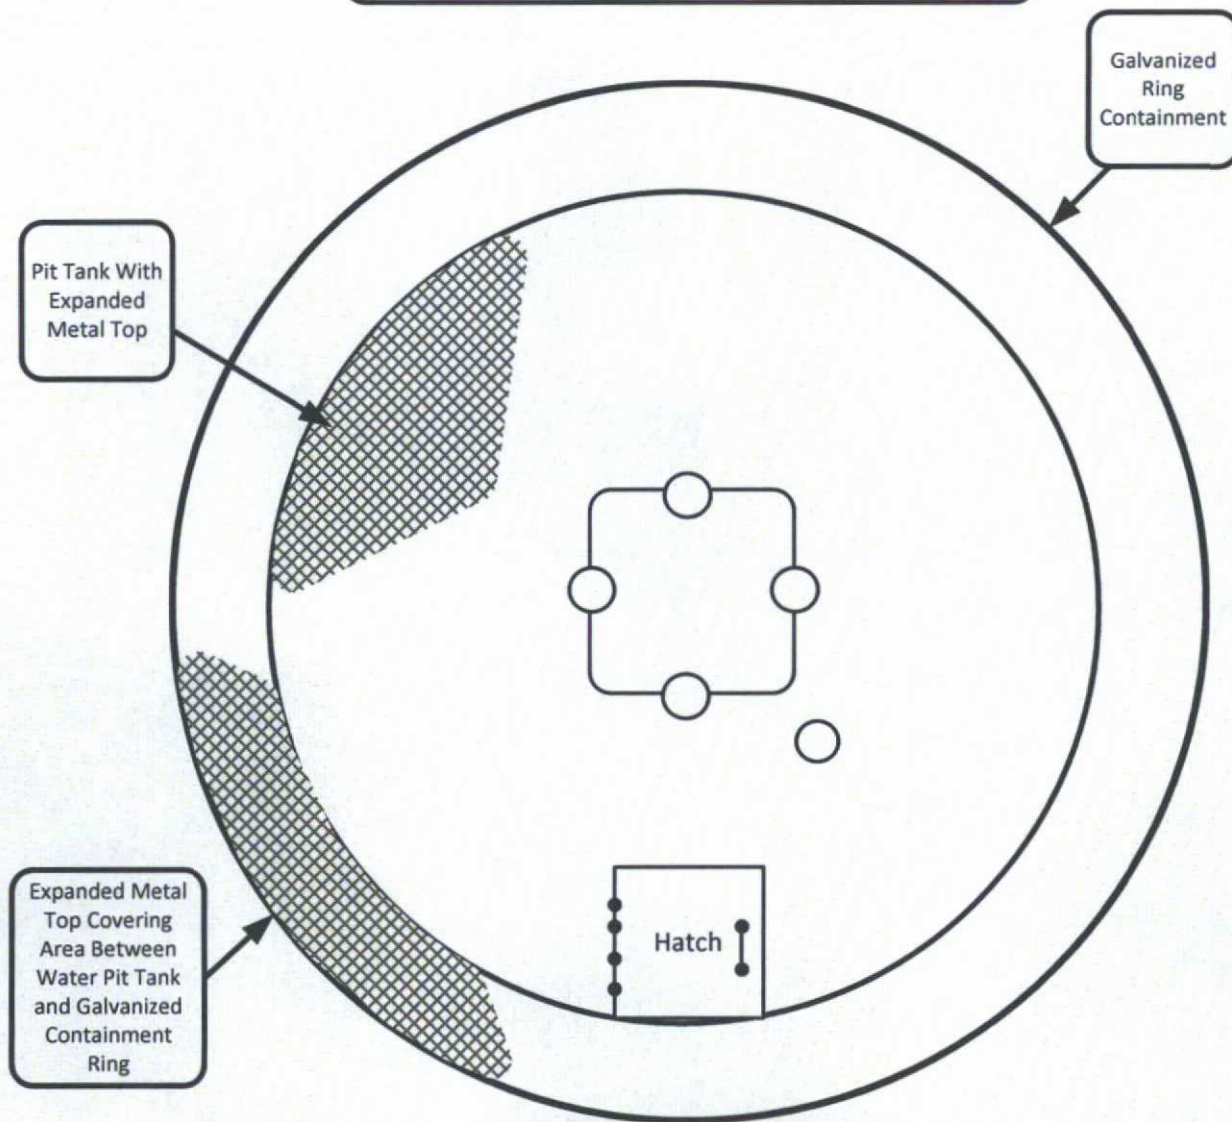 Galvanized
Ring
Containment
Pit Tank With
Expanded
Metal Top
Expanded Metal
Top Covering
Area Between
Water Pit Tank
and Galvanized
Containment
Ring
Hatch